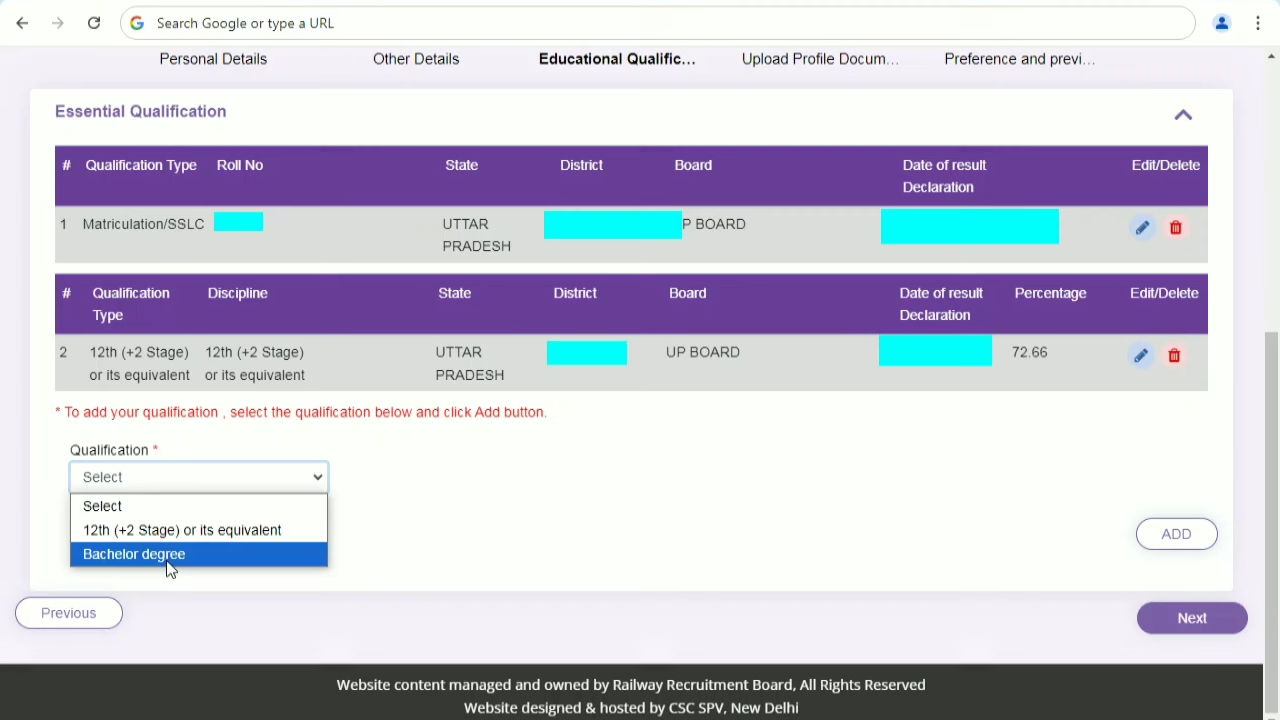 Search Google or type a URL
Personal Details Other Details Educational Qualific... Upload Profile Docum... Preference and previ...
Essential Qualification
# Qualification Type Roll No State District Board Date of result Declaration Edit/Delete
1 Matriculation/SSLC UTTAR PRADESH P BOARD
# Qualification Type Discipline State District Board Date of result Declaration Percentage Edit/Delete
2 12th (+2 Stage) or its equivalent 12th (+2 Stage) or its equivalent UTTAR PRADESH UP BOARD 72.66
* To add your qualification , select the qualification below and click Add button.
Qualification *
Select
Select
12th (+2 Stage) or its equivalent
Bachelor degree
ADD
Previous
Next
Website content managed and owned by Railway Recruitment Board, All Rights Reserved
Website designed & hosted by CSC SPV, New Delhi